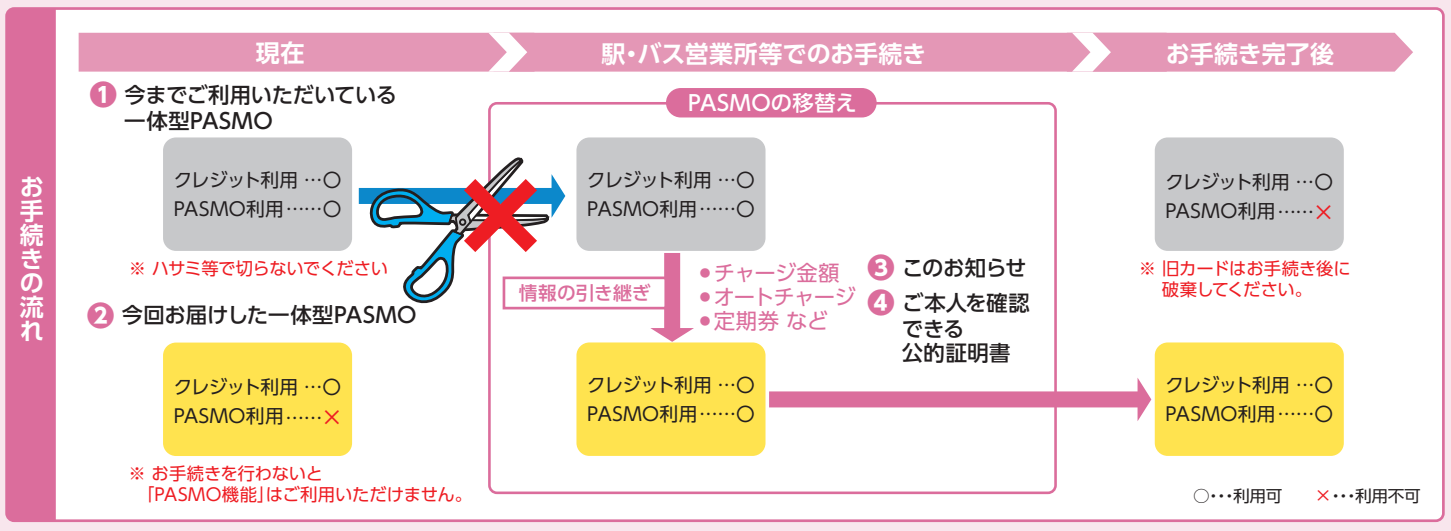 お手続きの流れ
現在
駅・バス営業所等でのお手続き
お手続き完了後
❶ 今までご利用いただいている
一体型PASMO
クレジット利用 …〇
PASMO利用……〇
※ ハサミ等で切らないでください
❷ 今回お届けした一体型PASMO
クレジット利用 …〇
PASMO利用……×
※ お手続きを行わないと
「PASMO機能」はご利用いただけません。
PASMOの移替え
クレジット利用 …〇
PASMO利用……〇
情報の引き継ぎ
●チャージ金額
●オートチャージ
●定期券 など
❸ このお知らせ
❹ ご本人を確認
できる
公的証明書
クレジット利用 …〇
PASMO利用……〇
クレジット利用 …〇
PASMO利用……×
※ 旧カードはお手続き後に
破棄してください。
クレジット利用 …〇
PASMO利用……〇
〇・・・利用可 ×・・・利用不可